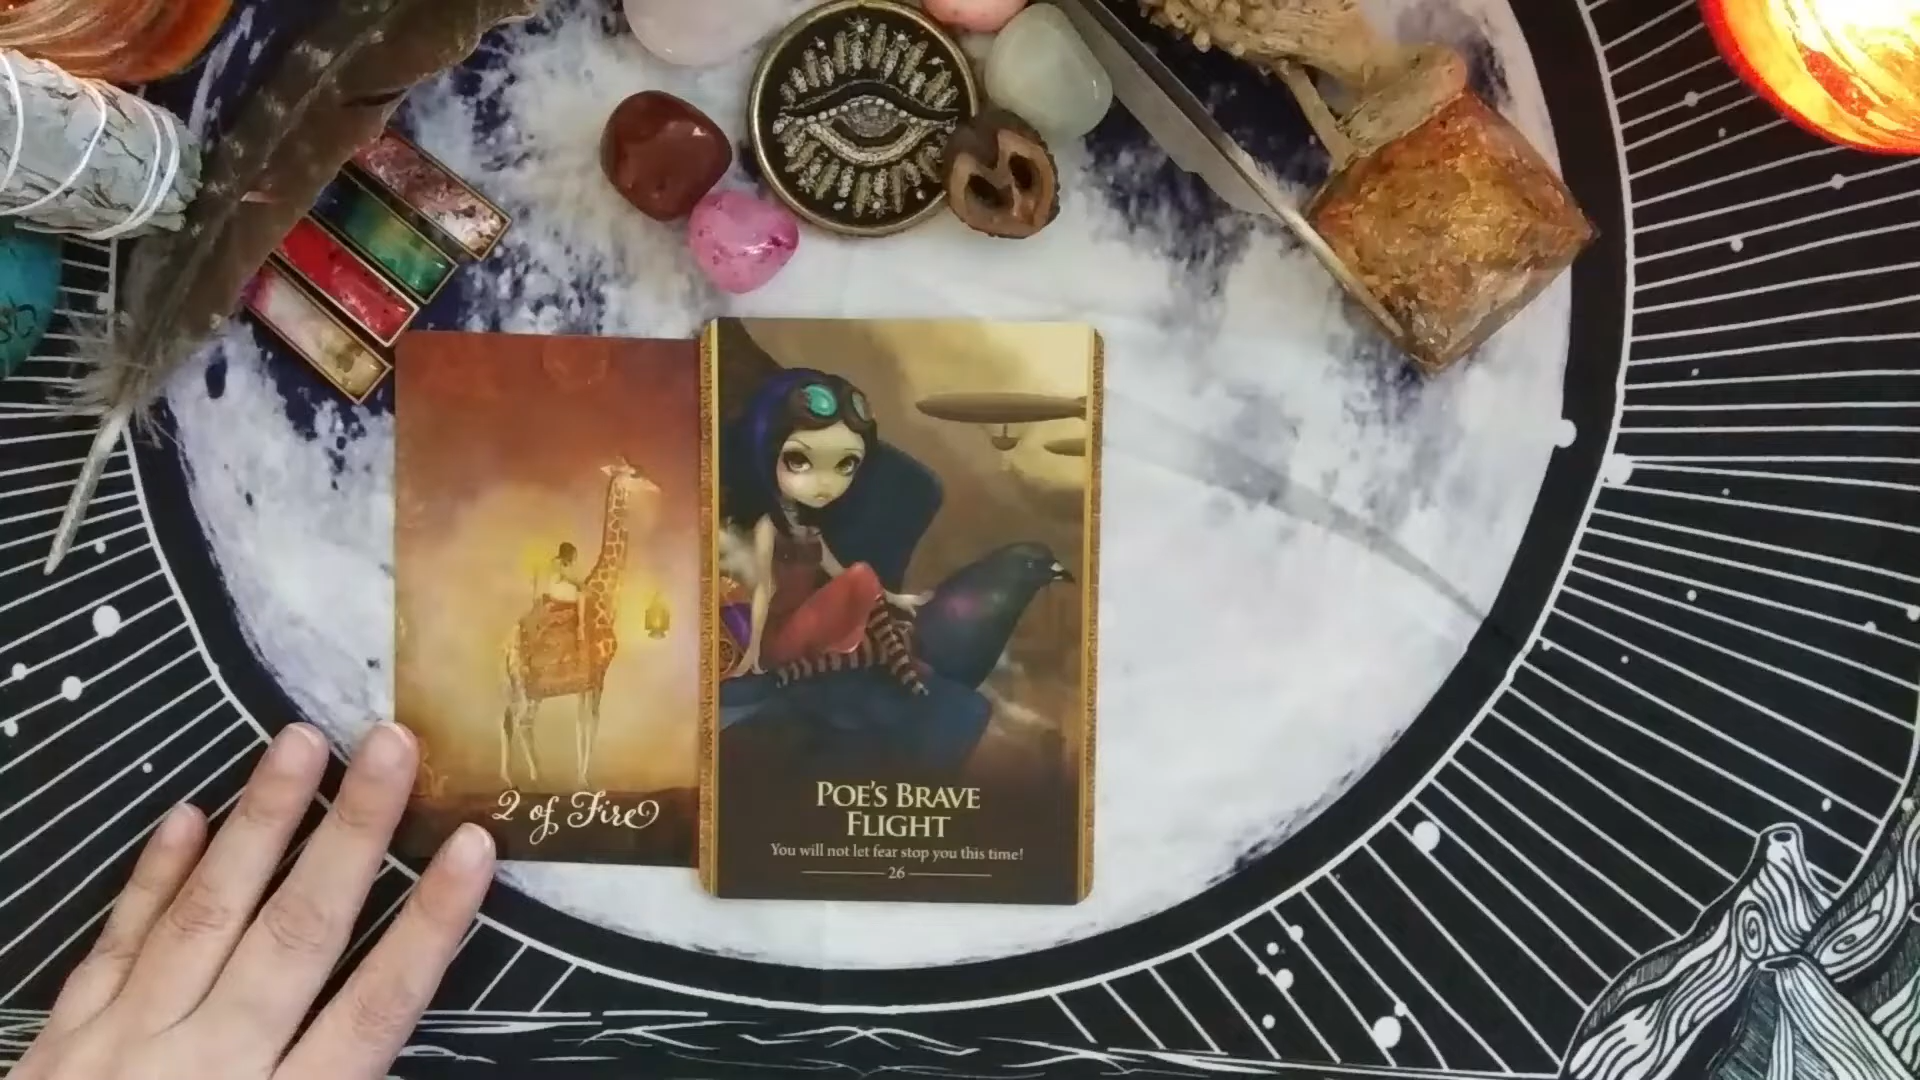 2 of Fire
POE'S BRAVE
FLIGHT
You will not let fear stop you this time!
26